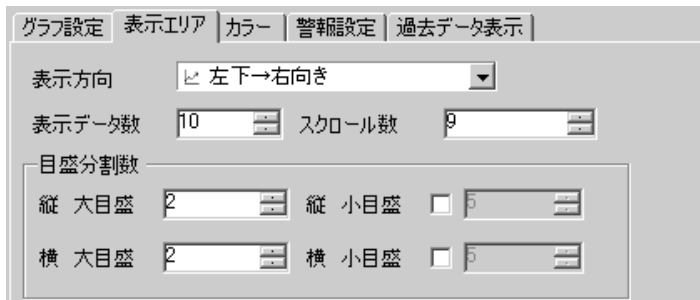 グラフ設定 表示エリア カラー 警報設定 過去データ表示
表示方向 左下→右向き
表示データ数 10 スクロール数 9
目盛分割数
縦 大目盛 2 縦 小目盛 5
横 大目盛 2 横 小目盛 5